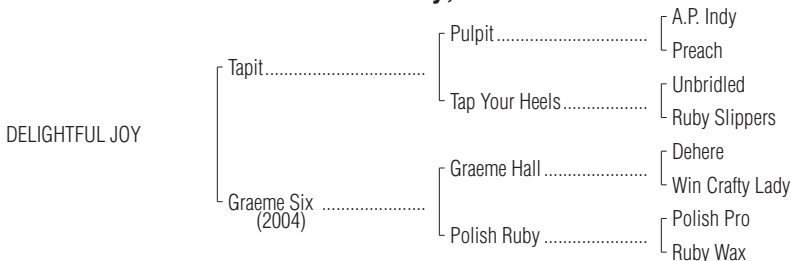 Pulpit................................
A.P. Indy
Preach
Tapit..................................
Tap Your Heels..................
Unbridled
Ruby Slippers
DELIGHTFUL JOY
Graeme Hall ......................
Dehere
Win Crafty Lady
Graeme Six ......................
(2004)
Polish Ruby ......................
Polish Pro
Ruby Wax